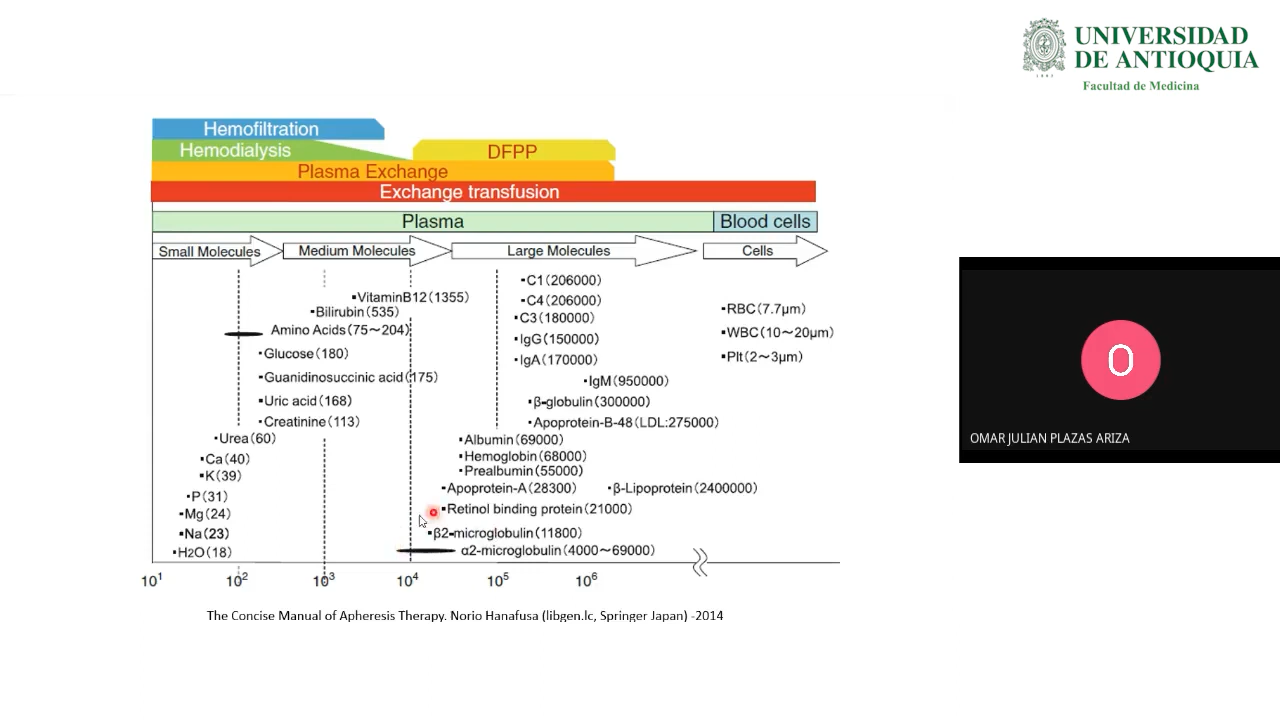 UNIVERSIDAD
DE ANTIOQUIA
1803
Facultad de Medicina
Hemofiltration
Hemodialysis
DFPP
Plasma Exchange
Exchange transfusion
Plasma
Blood cells
Small Molecules
Medium Molecules
Large Molecules
Cells
▪C1(206000)
▪VitaminB12(1355)
▪C4(206000)
▪Bilirubin(535)
▪C3(180000)
▪RBC(7.7μm)
Amino Acids(75~204)
▪IgG(150000)
▪WBC(10~20μm)
▪Glucose(180)
▪IgA(170000)
▪Plt(2~3μm)
▪Guanidinosuccinic acid(175)
▪IgM(950000)
▪Uric acid(168)
▪β-globulin(300000)
▪Creatinine(113)
▪Apoprotein-B-48(LDL:275000)
▪Urea(60)
▪Albumin(69000)
▪Ca(40)
▪Hemoglobin(68000)
▪K(39)
▪Prealbumin(55000)
▪P(31)
▪Apoprotein-A(28300)
▪β-Lipoprotein(2400000)
▪Mg(24)
▪Retinol binding protein(21000)
▪Na(23)
▪β2-microglobulin(11800)
▪H2O(18)
α2-microglobulin(4000~69000)
10¹ 10² 10³ 10⁴ 10⁵ 10⁶
The Concise Manual of Apheresis Therapy. Norio Hanafusa (libgen.lc, Springer Japan) -2014
O
OMAR JULIAN PLAZAS ARIZA